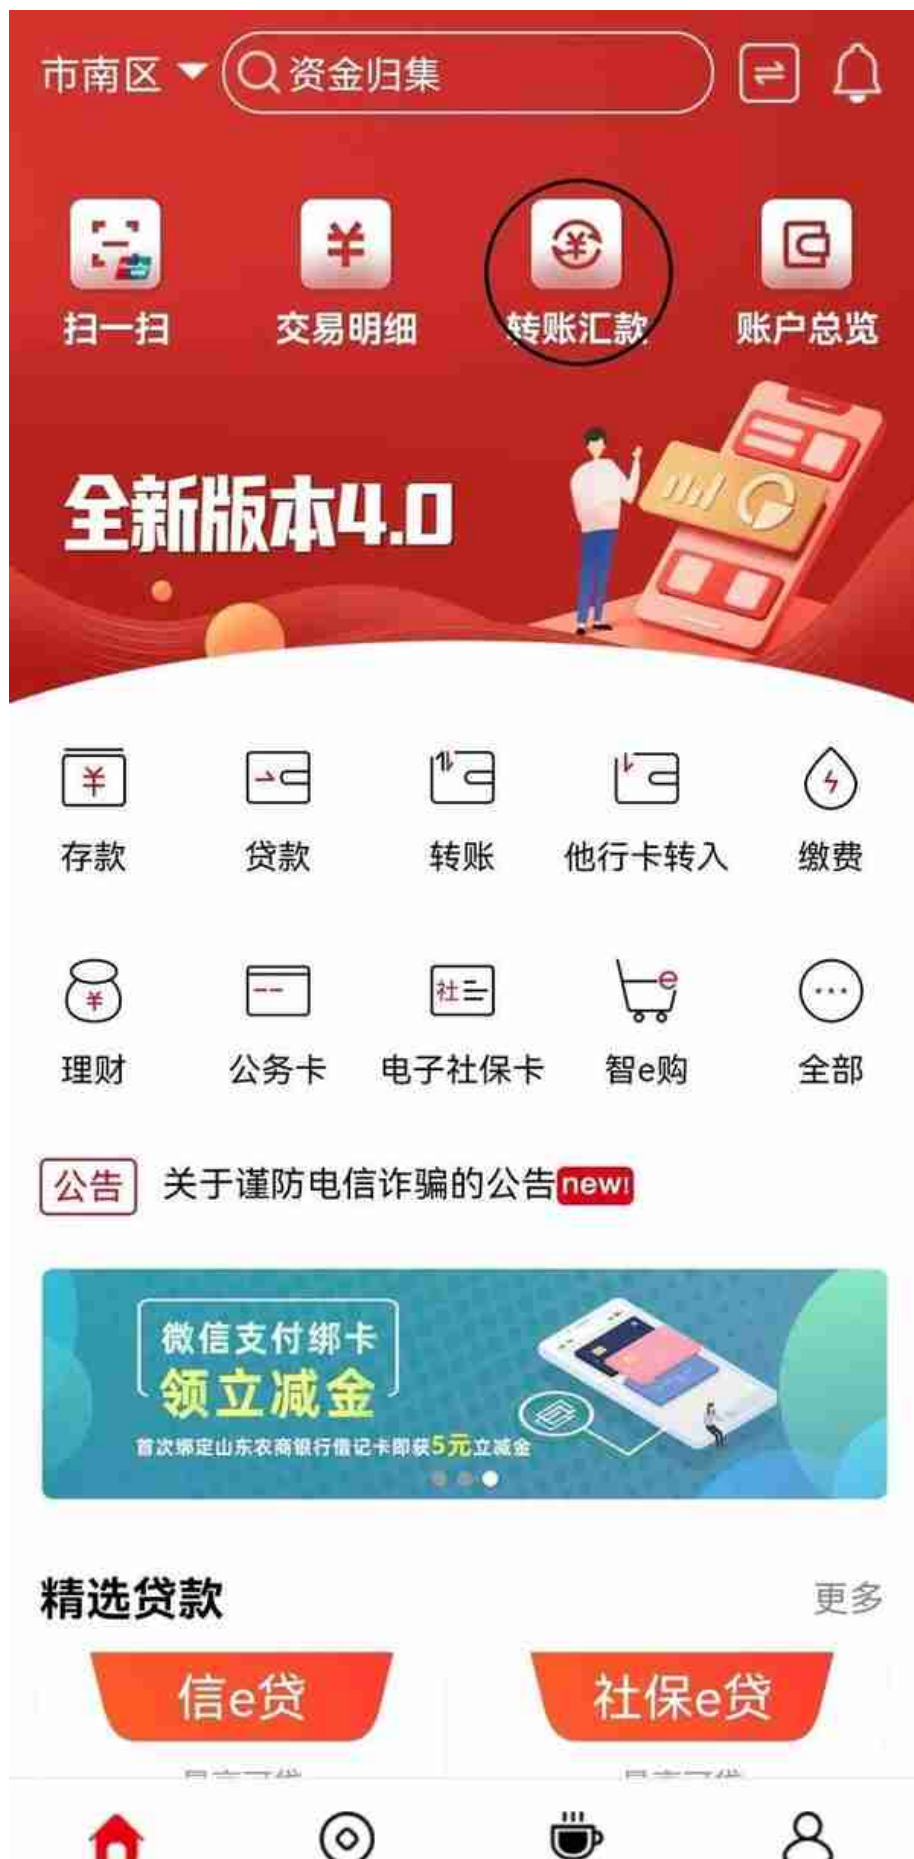 市南区
资金归集
扫一扫 交易明细 转账汇款 账户总览
全新版本4.0
存款 贷款 转账 他行卡转入 缴费
理财 公务卡 社 电子社保卡 智e购 全部
公告 关于谨防电信诈骗的公告 new!
微信支付绑卡
领立减金
首次绑定山东农商银行借记卡即获5元立减金
精选贷款 更多
信e贷 社保e贷